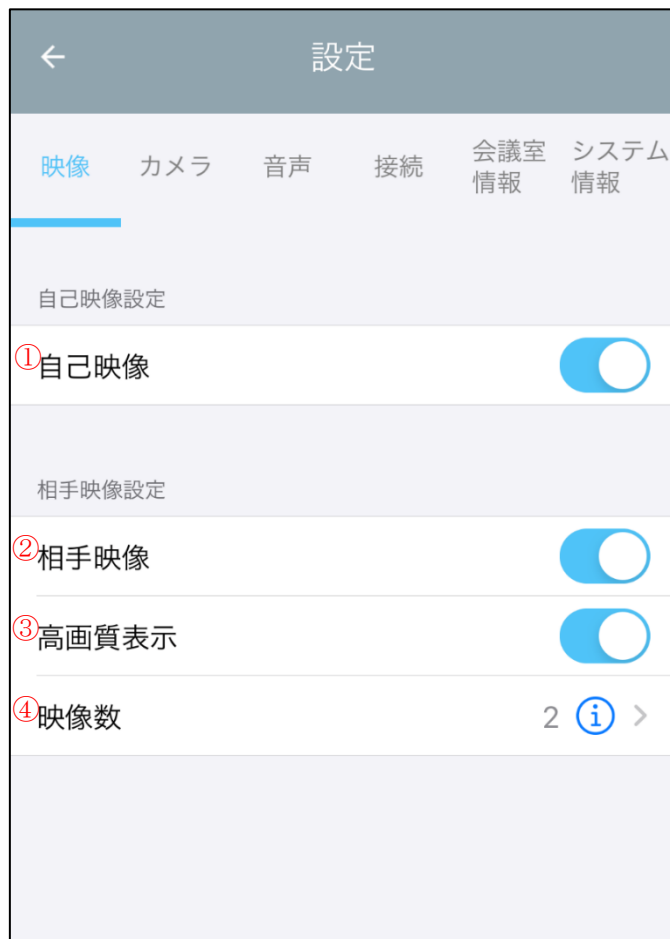 設定
映像 カメラ 音声 接続 会議室 システム
情報 情報
自己映像設定
①自己映像
相手映像設定
②相手映像
③高画質表示
④映像数 2 i